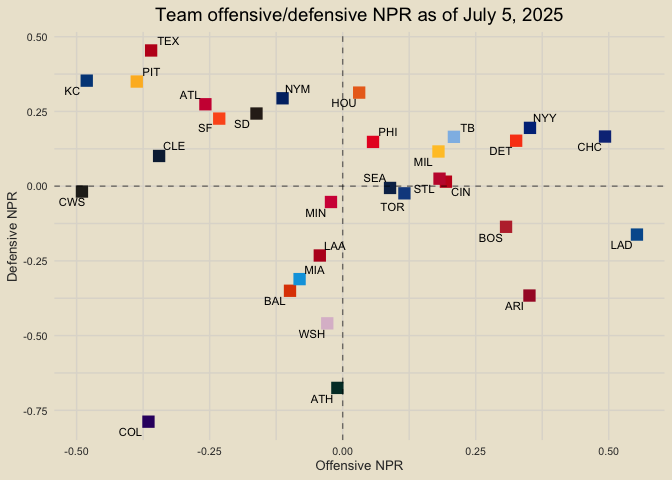 Team offensive/defensive NPR as of July 5, 2025
0.50
TEX
PIT
KC
ATL
NYM
HOU
0.25
SF
SD
NYY
TB
PHI
DET
CHC
CLE
MIL
SEA
0.00
STL
CIN
CWS
TOR
MIN
BOS
LAD
LAA
-0.25
MIA
BAL
ARI
WSH
-0.50
ATH
-0.75
COL
-0.50
-0.25
0.00
0.25
0.50
Offensive NPR
Defensive NPR